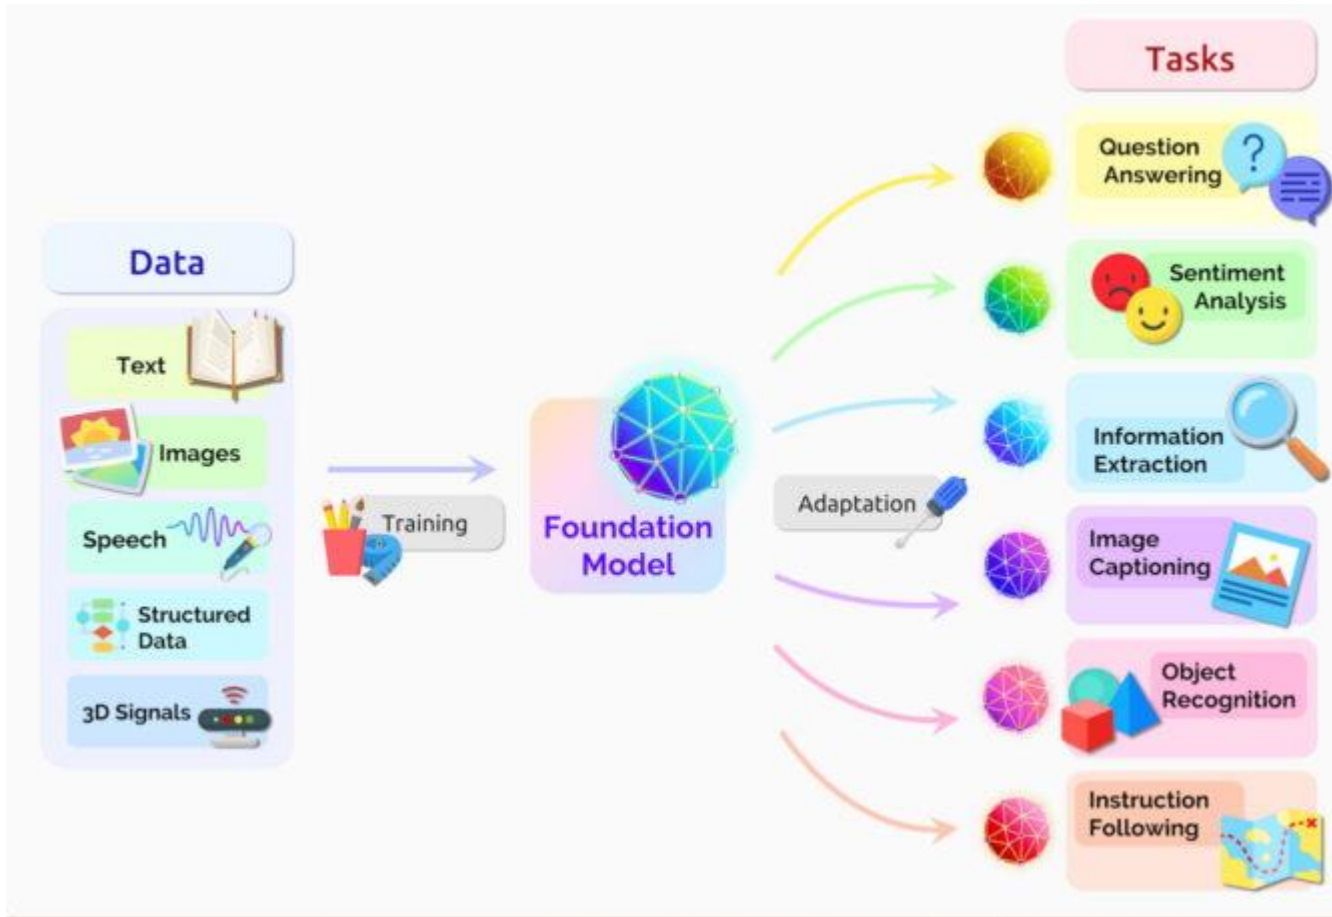 Data
Text
Images
Speech
Structured
Data
3D Signals
Training
Foundation
Model
Adaptation
Tasks
Question
Answering
Sentiment
Analysis
Information
Extraction
Image
Captioning
Object
Recognition
Instruction
Following